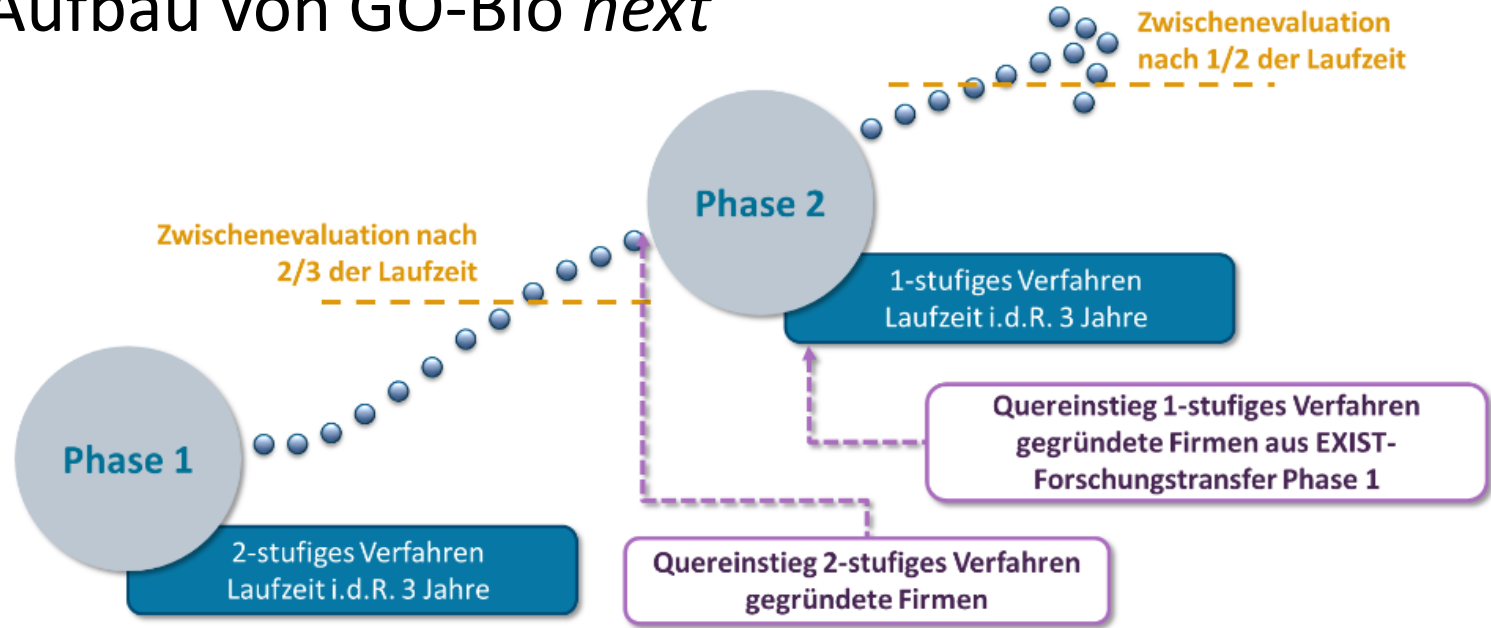 Aufbau von GO-Bio next
Zwischenevaluation
nach 1/2 der Laufzeit
Phase 2
Zwischenevaluation nach
2/3 der Laufzeit
1-stufiges Verfahren
Laufzeit i.d.R. 3 Jahre
Quereinstieg 1-stufiges Verfahren
gegründete Firmen aus EXIST-
Forschungstransfer Phase 1
Phase 1
2-stufiges Verfahren
Laufzeit i.d.R. 3 Jahre
Quereinstieg 2-stufiges Verfahren
gegründete Firmen